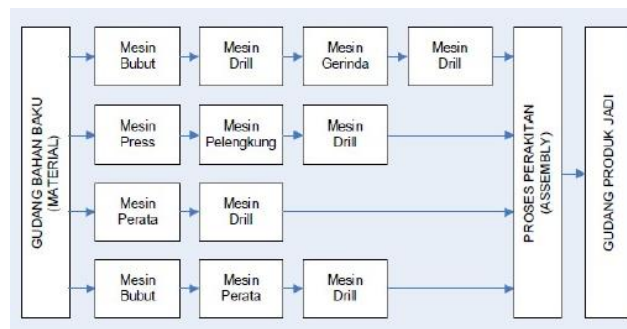 GUDANG BAHAN BAKU
(MATERIAL)
Mesin
Bubut
Mesin
Drill
Mesin
Gerinda
Mesin
Drill
Mesin
Press
Mesin
Pelengkung
Mesin
Drill
Mesin
Perata
Mesin
Drill
Mesin
Bubut
Mesin
Perata
Mesin
Drill
PROSES PERAKITAN
(ASSEMBLY)
GUDANG PRODUK JADI